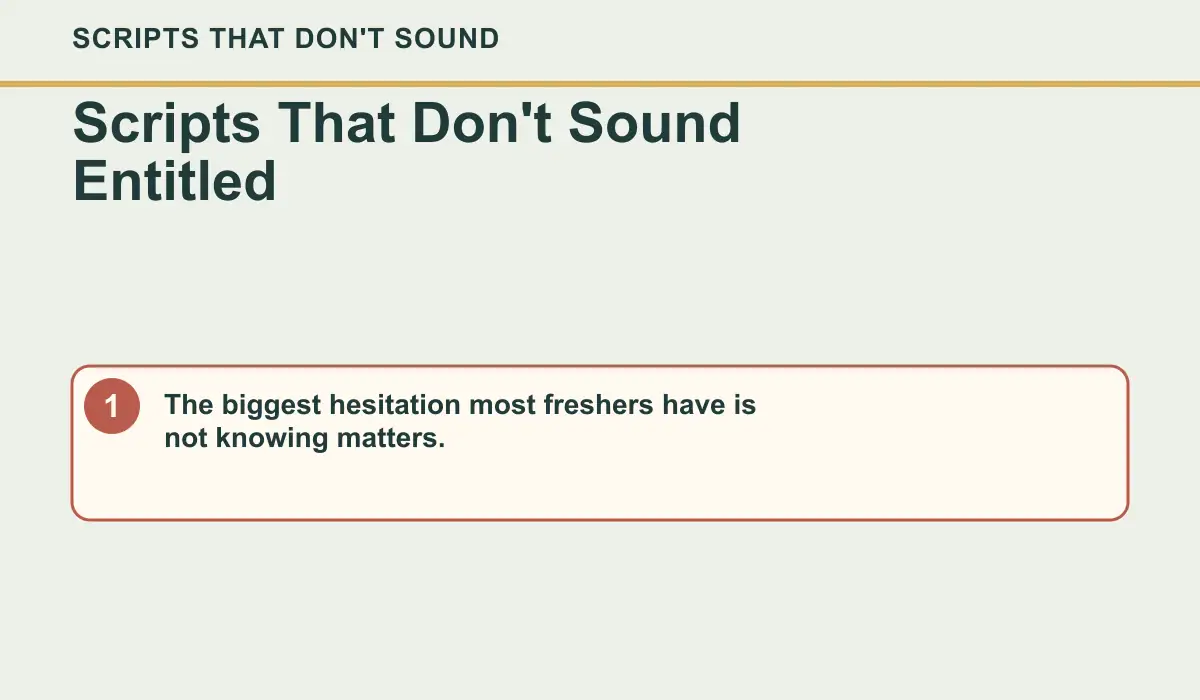 SCRIPTS THAT DON'T SOUND
Scripts That Don't Sound
Entitled
1
The biggest hesitation most freshers have is
not knowing matters.